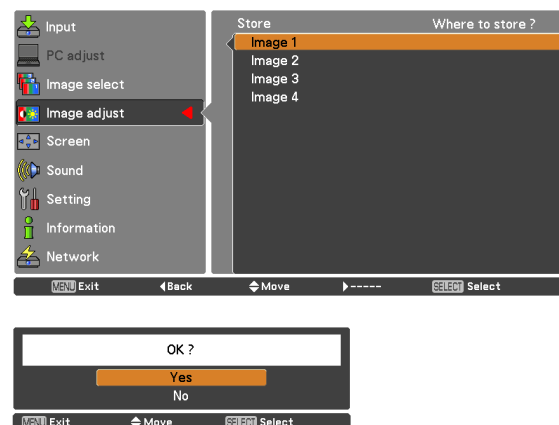 Input
PC adjust
Image select
Image adjust
Screen
Sound
Setting
Information
Network
Store Where to store ?
Image 1
Image 2
Image 3
Image 4
MENU Exit Back Move ----- SELECT Select
OK ?
Yes
No
MENU Exit Move SELECT Select